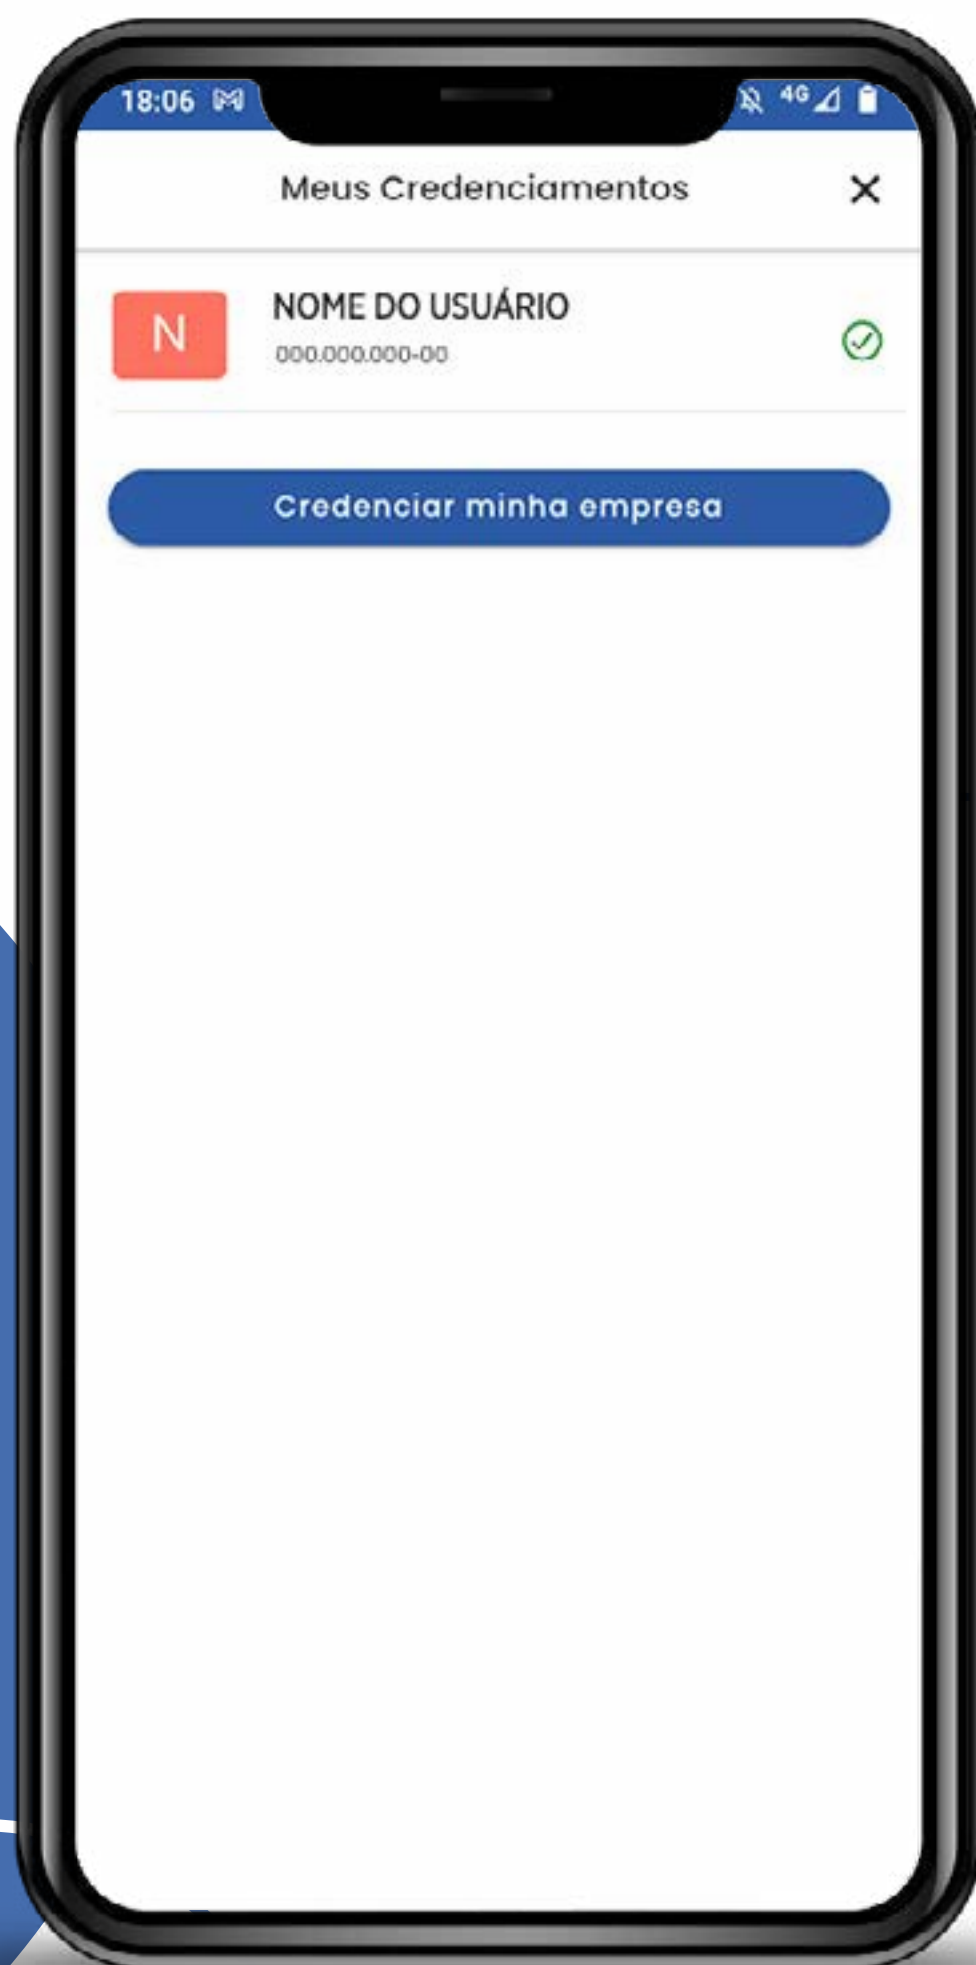 18:06
4G
Meus Credenciamentos
N
NOME DO USUÁRIO
000.000.000-00
Credenciar minha empresa